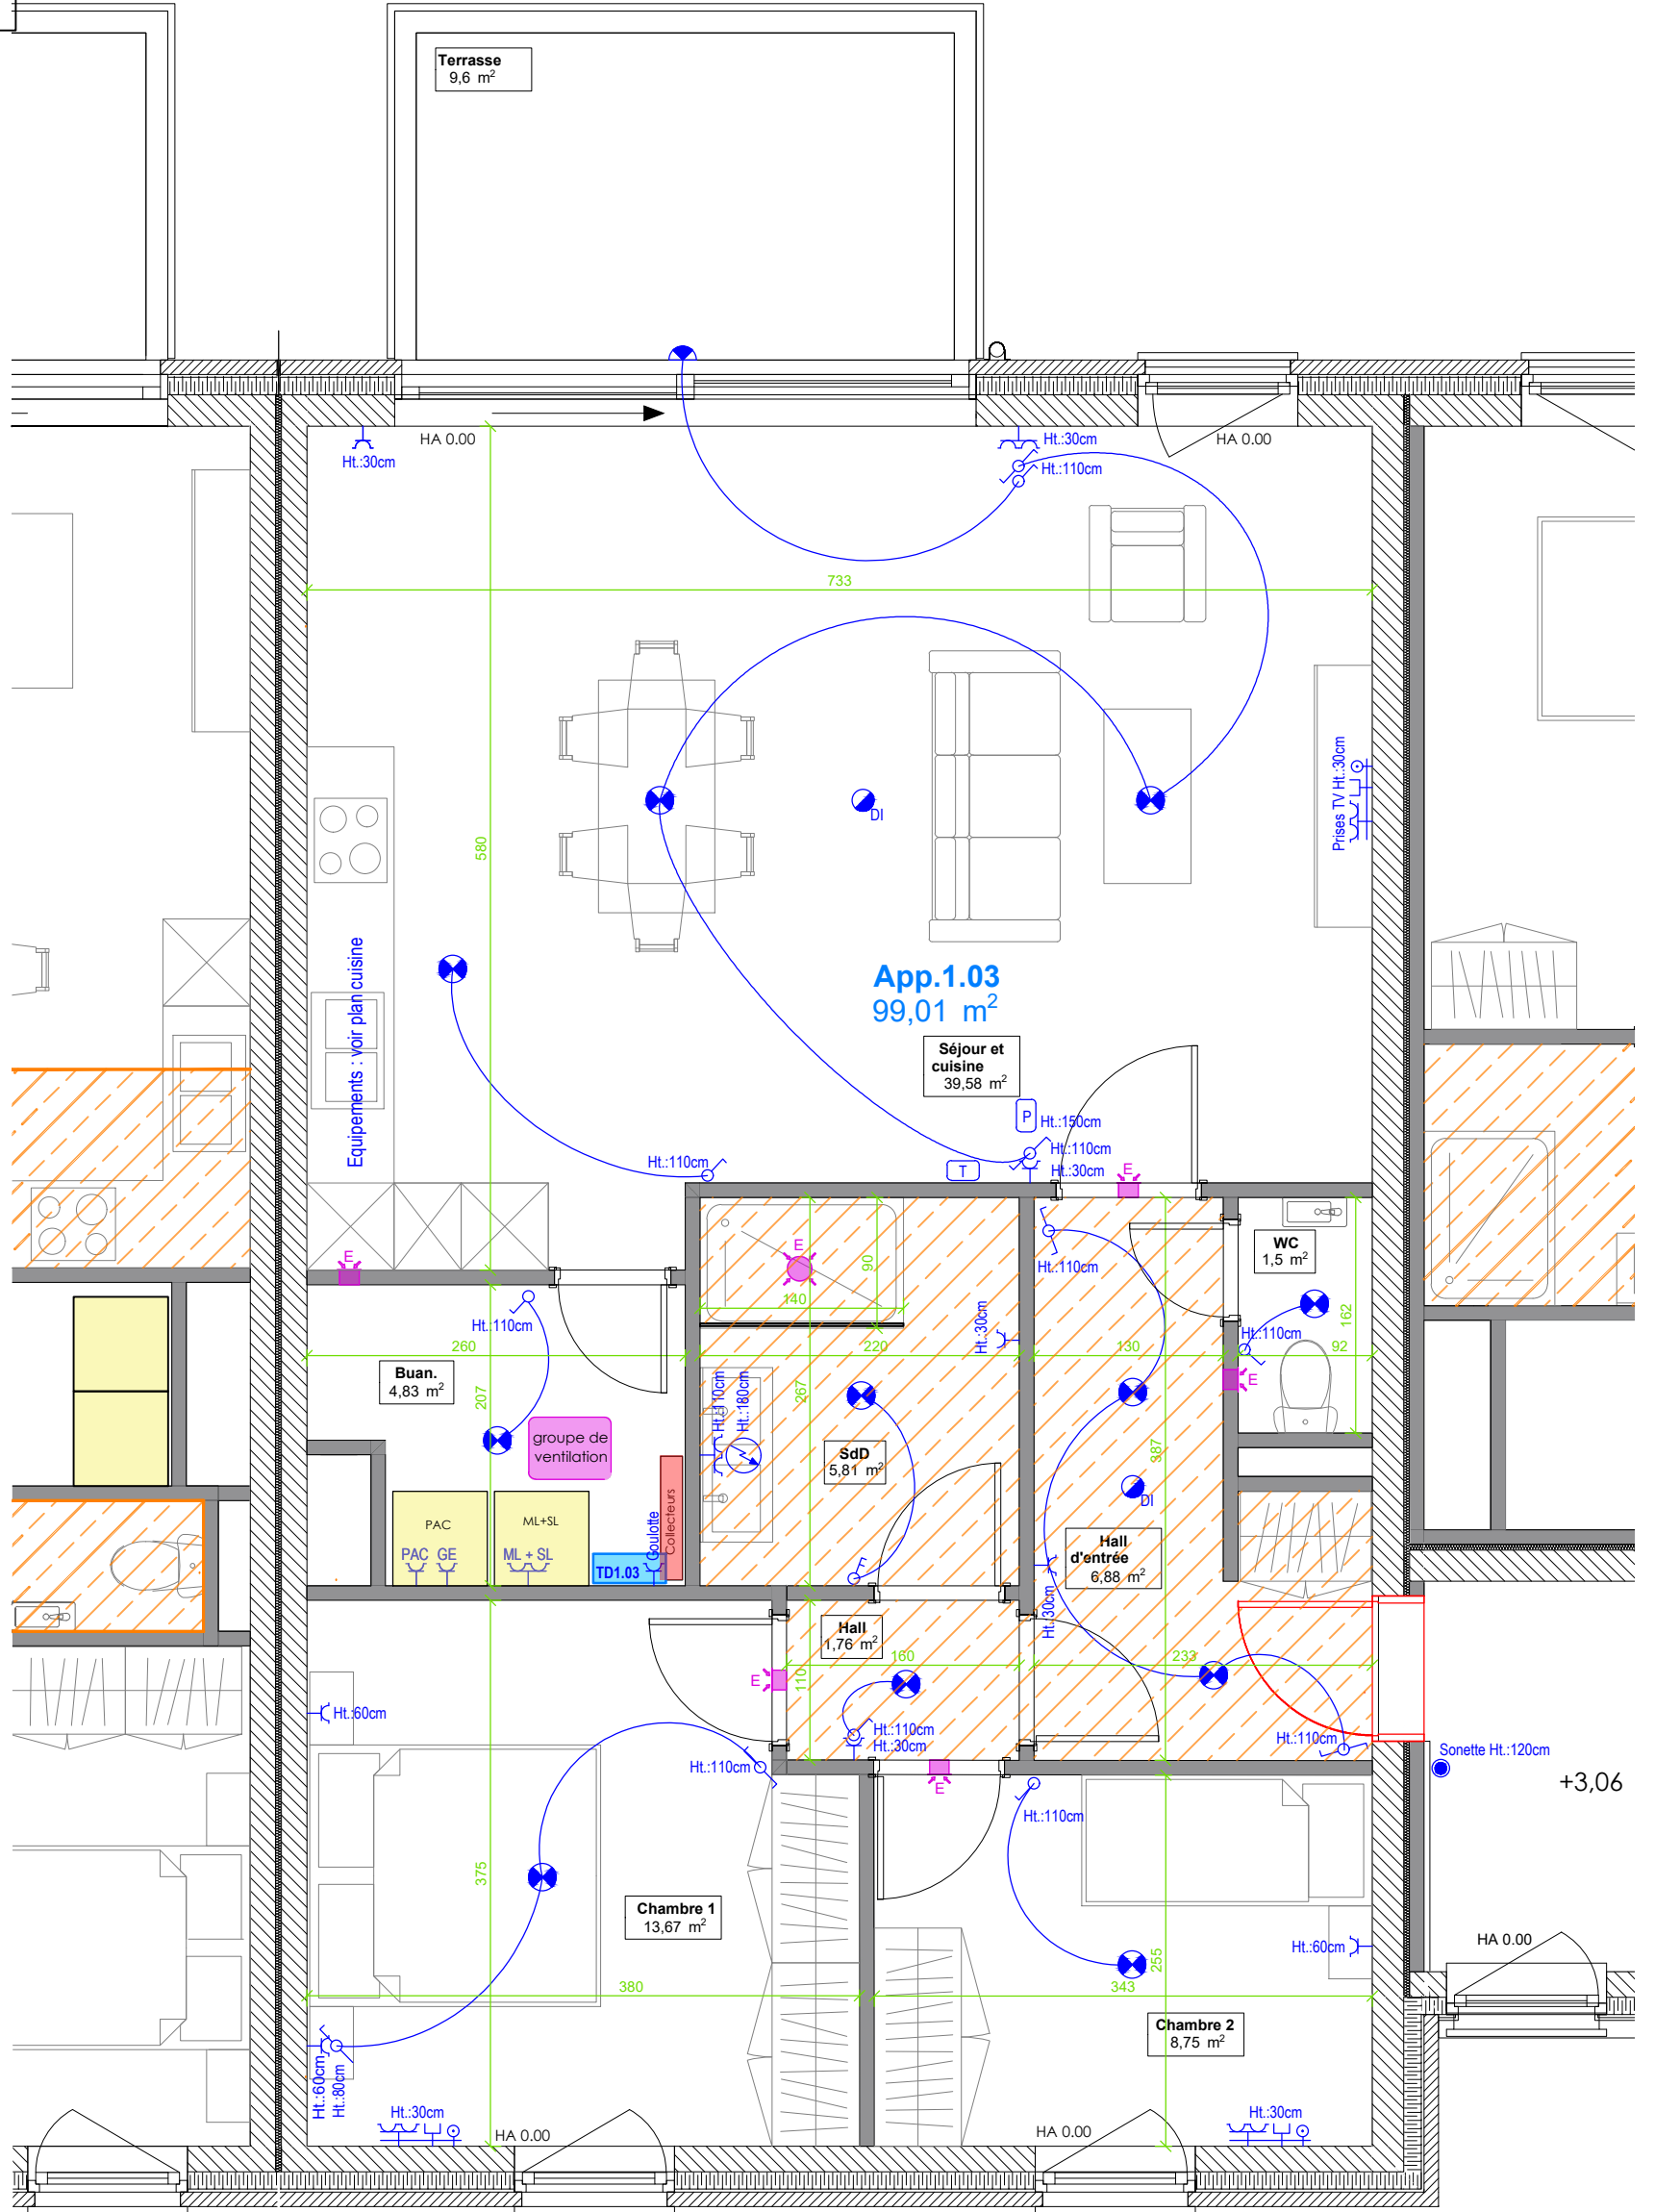 Terrasse
9,6 m²
HA 0.00
Ht.:30cm
Ht.:30cm
Ht.:110cm
HA 0.00
733
580
DI
Prises TV Ht.:30cm
Equipements : voir plan cuisine
App.1.03
99,01 m²
Séjour et
cuisine
39,58 m²
P
Ht.:150cm
Ht.:110cm
T
Ht.:30cm
Ht.:110cm
E
E
E
WC
1,5 m²
90
140
Ht.:110cm
Ht.:110cm
Ht.:30cm
162
Ht.:110cm
260
220
130
92
Buan.
4,83 m²
207
267
Ht.:110cm
Ht.:180cm
E
groupe de
ventilation
SdD
5,81 m²
387
DI
PAC
ML+SL
Goulotte
Collecteurs
PAC GE
ML + SL
TD1.03
Hall
d'entrée
6,88 m²
Ht.:30cm
Hall
1,76 m²
160
233
110
E
Ht.:60cm
Ht.:110cm
Ht.:30cm
Ht.:110cm
Ht.:110cm
E
Sonette Ht.:120cm
+3,06
Ht.:110cm
375
Chambre 1
13,67 m²
255
Ht.:60cm
HA 0.00
380
343
Chambre 2
8,75 m²
Ht.:60cm
Ht.:80cm
Ht.:30cm
HA 0.00
HA 0.00
Ht.:30cm